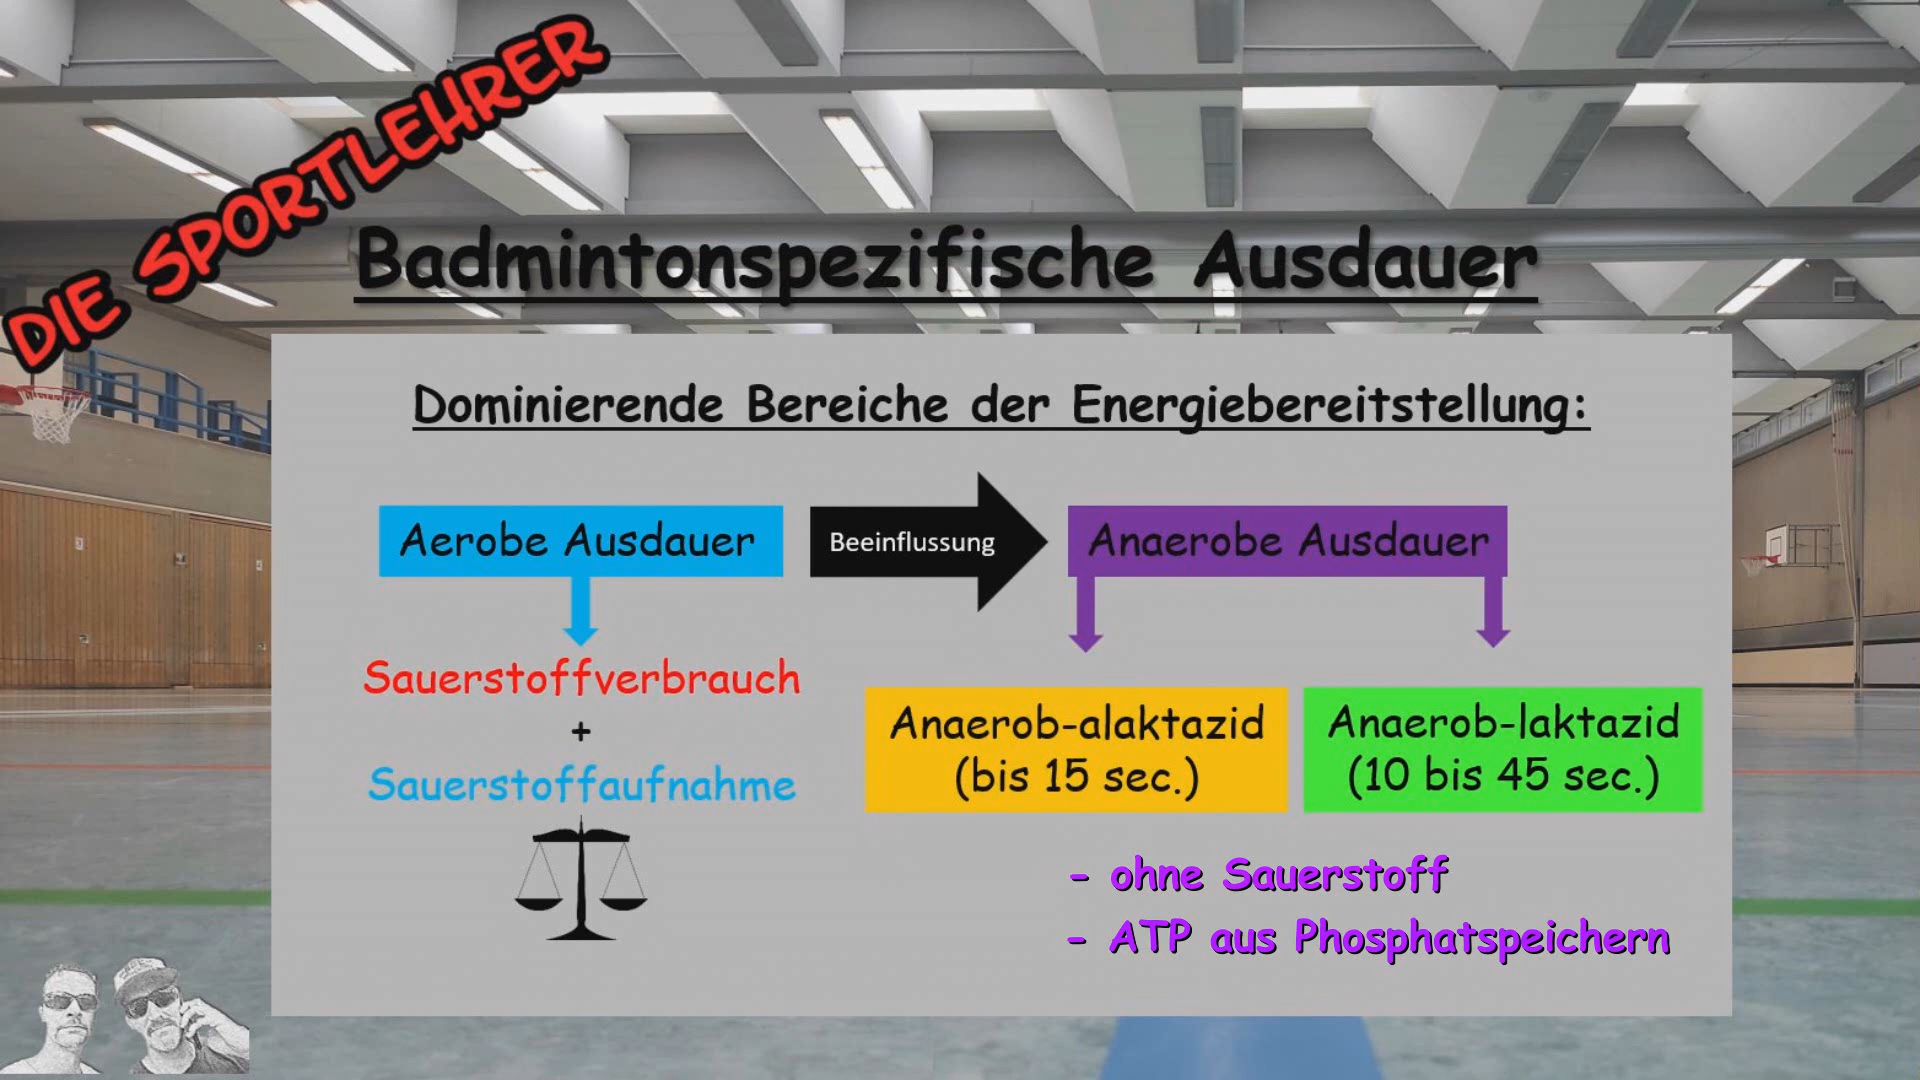 DIE SPORTLEHRER
Badmintonspezifische Ausdauer
Dominierende Bereiche der Energiebereitstellung:
Aerobe Ausdauer
Beeinflussung
Anaerobe Ausdauer
Sauerstoffverbrauch
+
Sauerstoffaufnahme
Anaerob-alaktazid
(bis 15 sec.)
Anaerob-laktazid
(10 bis 45 sec.)
- ohne Sauerstoff
- ATP aus Phosphatspeichern